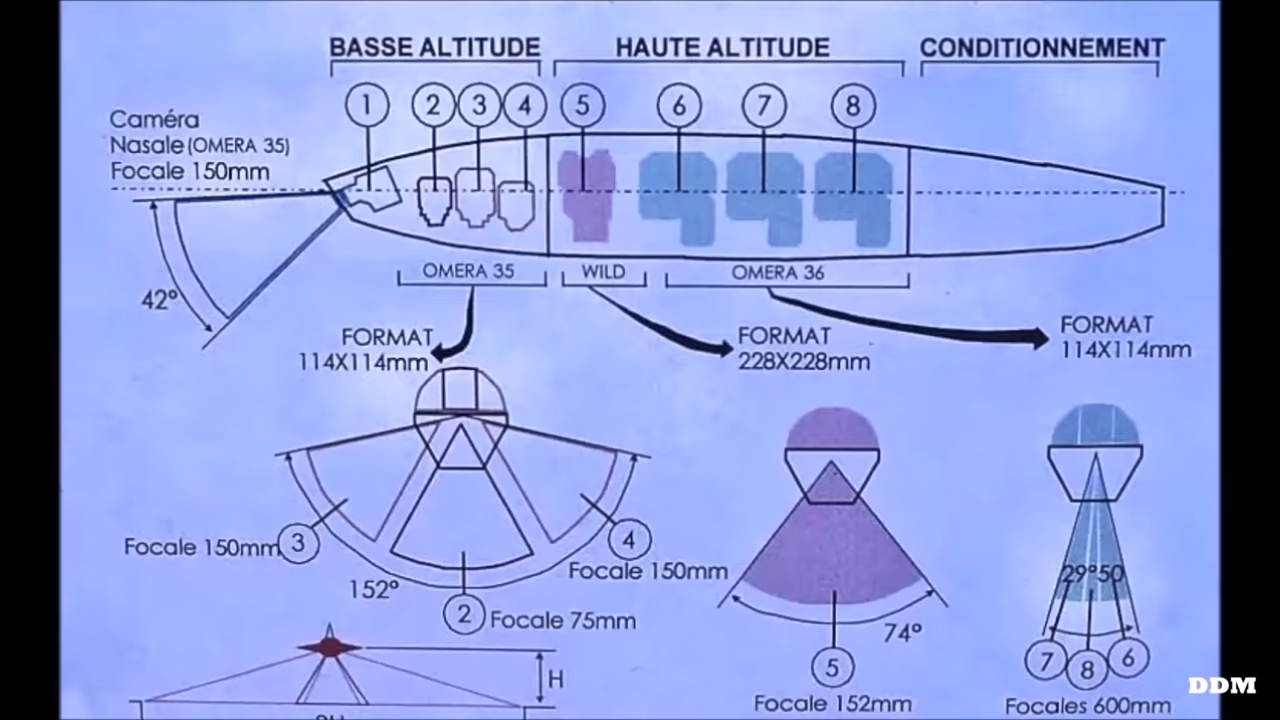 BASSE ALTITUDE
HAUTE ALTITUDE
CONDITIONNEMENT
1
2
3
4
5
6
7
8
Caméra
Nasale (OMERA 35)
Focale 150mm
42°
OMERA 35
WILD
OMERA 36
FORMAT
114X114mm
FORMAT
228X228mm
FORMAT
114X114mm
Focale 150mm
3
4
Focale 150mm
152°
2
Focale 75mm
74°
5
Focale 152mm
29°50
7
8
6
Focales 600mm
H
DDM